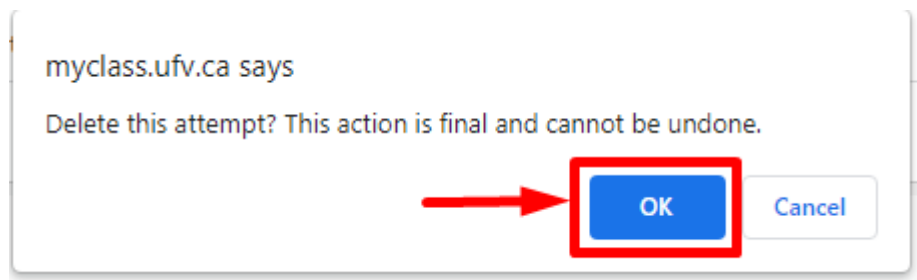 myclass.ufv.ca says
Delete this attempt? This action is final and cannot be undone.
OK
Cancel